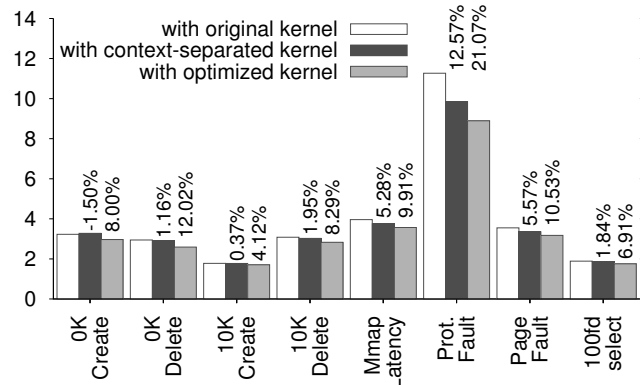 14
12
10
8
6
4
2
0
with original kernel
with context-separated kernel
with optimized kernel
-1.50%
8.00%
1.16%
12.02%
0.37%
4.12%
1.95%
8.29%
5.28%
9.91%
12.57%
21.07%
5.57%
10.53%
1.84%
6.91%
0K
Create
0K
Delete
10K
Create
10K
Delete
Mmap
Latency
Prot.
Fault
Page
Fault
100fd
select